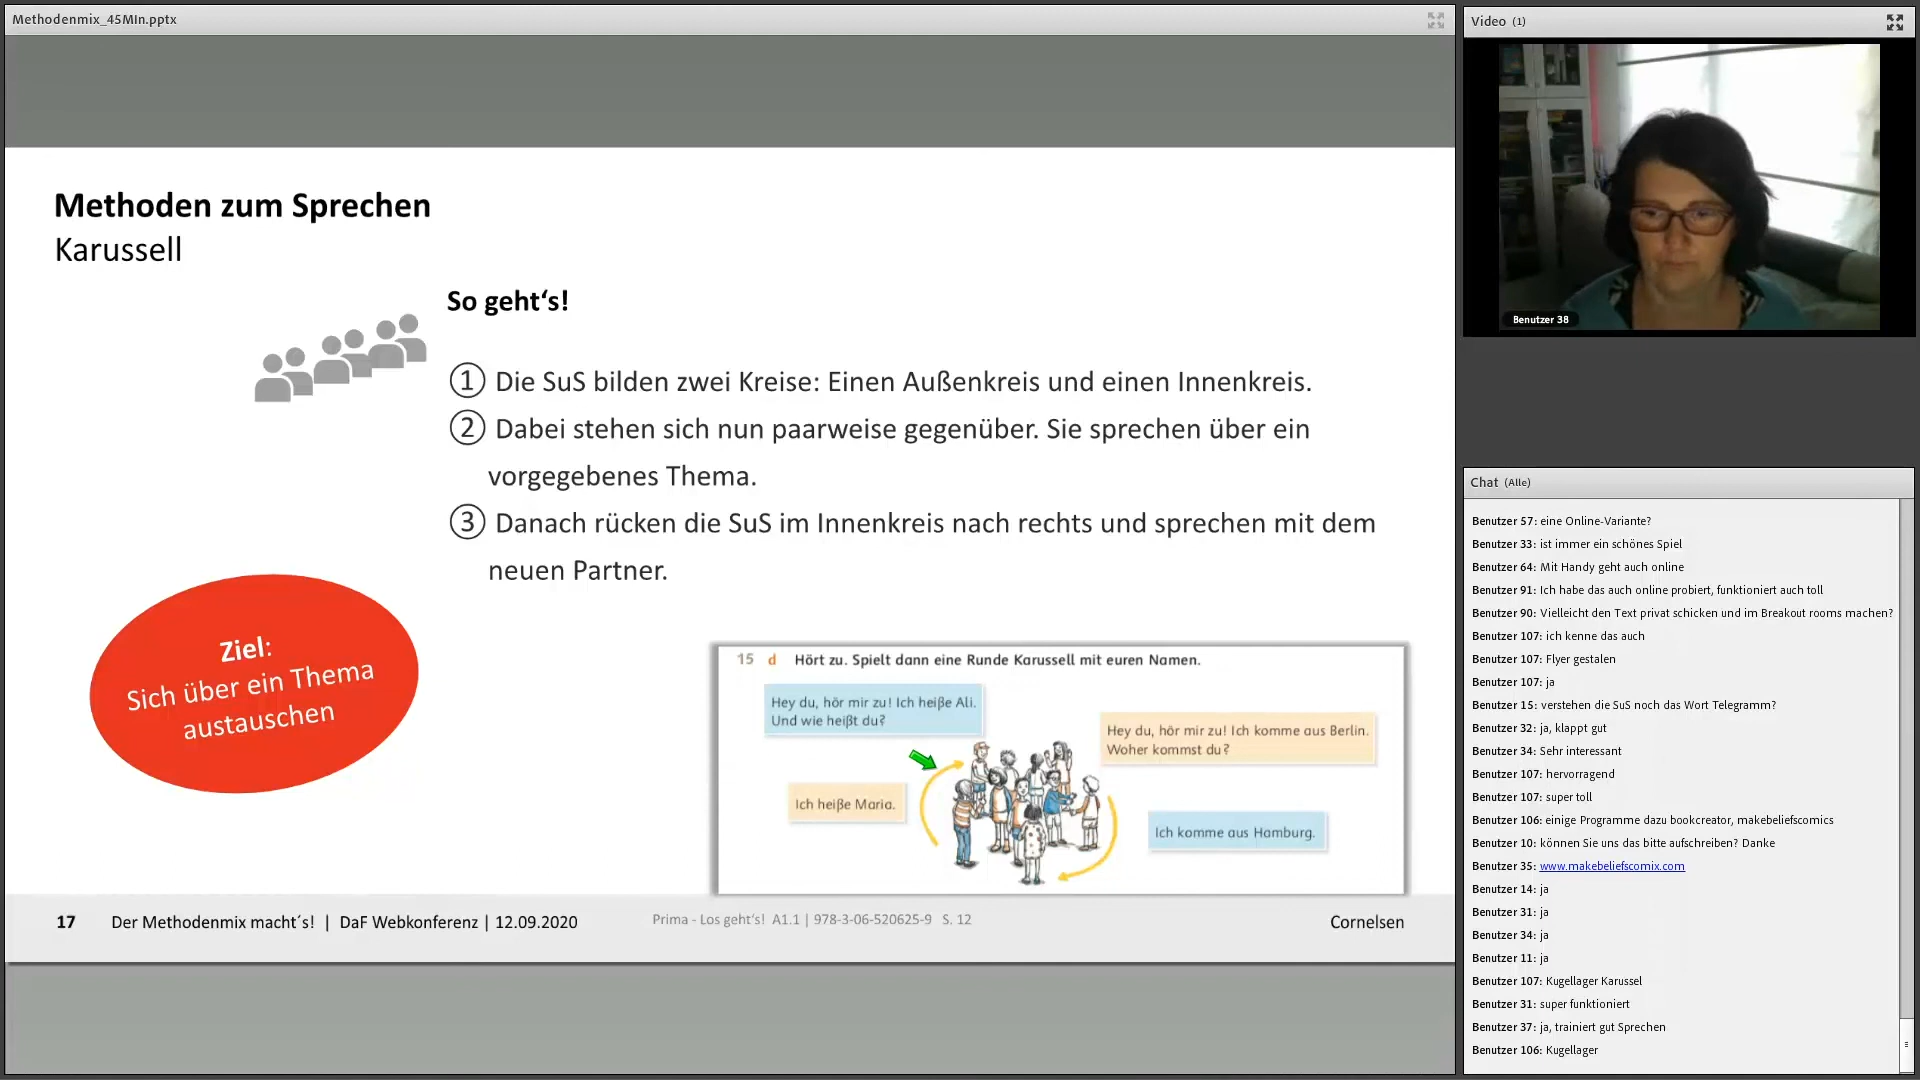 Methodenmix_45MIn.pptx
Methoden zum Sprechen
Karussell
So geht‘s!
① Die SuS bilden zwei Kreise: Einen Außenkreis und einen Innenkreis.
② Dabei stehen sich nun paarweise gegenüber. Sie sprechen über ein
vorgegebenes Thema.
③ Danach rücken die SuS im Innenkreis nach rechts und sprechen mit dem
neuen Partner.
Ziel:
Sich über ein Thema
austauschen
15 d Hört zu. Spielt dann eine Runde Karussell mit euren Namen.
Hey du, hör mir zu! Ich heiße Ali.
Und wie heißt du?
Hey du, hör mir zu! Ich komme aus Berlin.
Woher kommst du?
Ich heiße Maria.
Ich komme aus Hamburg.
17 Der Methodenmix macht´s! | DaF Webkonferenz | 12.09.2020
Prima - Los geht's! A1.1 | 978-3-06-520625-9 S. 12
Cornelsen
Video (1)
Benutzer 38
Chat (Alle)
Benutzer 57: eine Online-Variante?
Benutzer 33: ist immer ein schönes Spiel
Benutzer 64: Mit Handy geht auch online
Benutzer 91: Ich habe das auch online probiert, funktioniert auch toll
Benutzer 90: Vielleicht den Text privat schicken und im Breakout rooms machen?
Benutzer 107: ich kenne das auch
Benutzer 107: Flyer gestalen
Benutzer 107: ja
Benutzer 15: verstehen die SuS noch das Wort Telegramm?
Benutzer 32: ja, klappt gut
Benutzer 34: Sehr interessant
Benutzer 107: hervorragend
Benutzer 107: super toll
Benutzer 106: einige Programme dazu bookcreator, makebeliefscomics
Benutzer 10: können Sie uns das bitte aufschreiben? Danke
Benutzer 35: www.makebeliefscomix.com
Benutzer 14: ja
Benutzer 31: ja
Benutzer 34: ja
Benutzer 11: ja
Benutzer 107: Kugellager Karussel
Benutzer 31: super funktioniert
Benutzer 37: ja, trainiert gut Sprechen
Benutzer 106: Kugellager